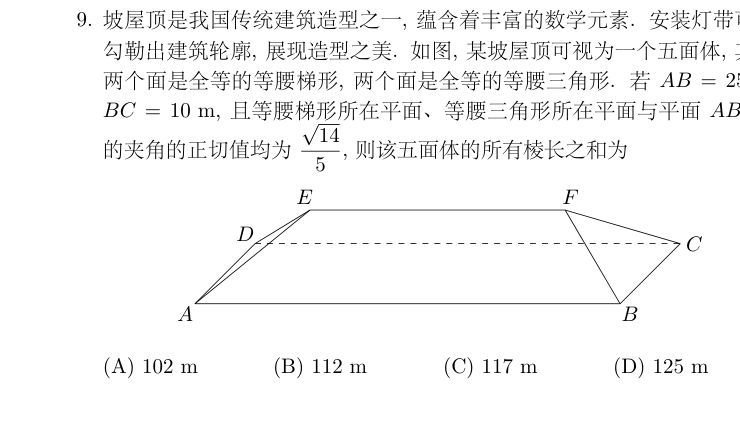 9. 坡屋顶是我国传统建筑造型之一, 蕴含着丰富的数学元素. 安装灯带
勾勒出建筑轮廓, 展现造型之美. 如图, 某坡屋顶可视为一个五面体,
两个面是全等的等腰梯形, 两个面是全等的等腰三角形. 若 AB = 2
BC = 10 m, 且等腰梯形所在平面、等腰三角形所在平面与平面 AB
的夹角的正切值均为 √14/5, 则该五面体的所有棱长之和为
E F
D C
A B
(A) 102 m (B) 112 m (C) 117 m (D) 125 m